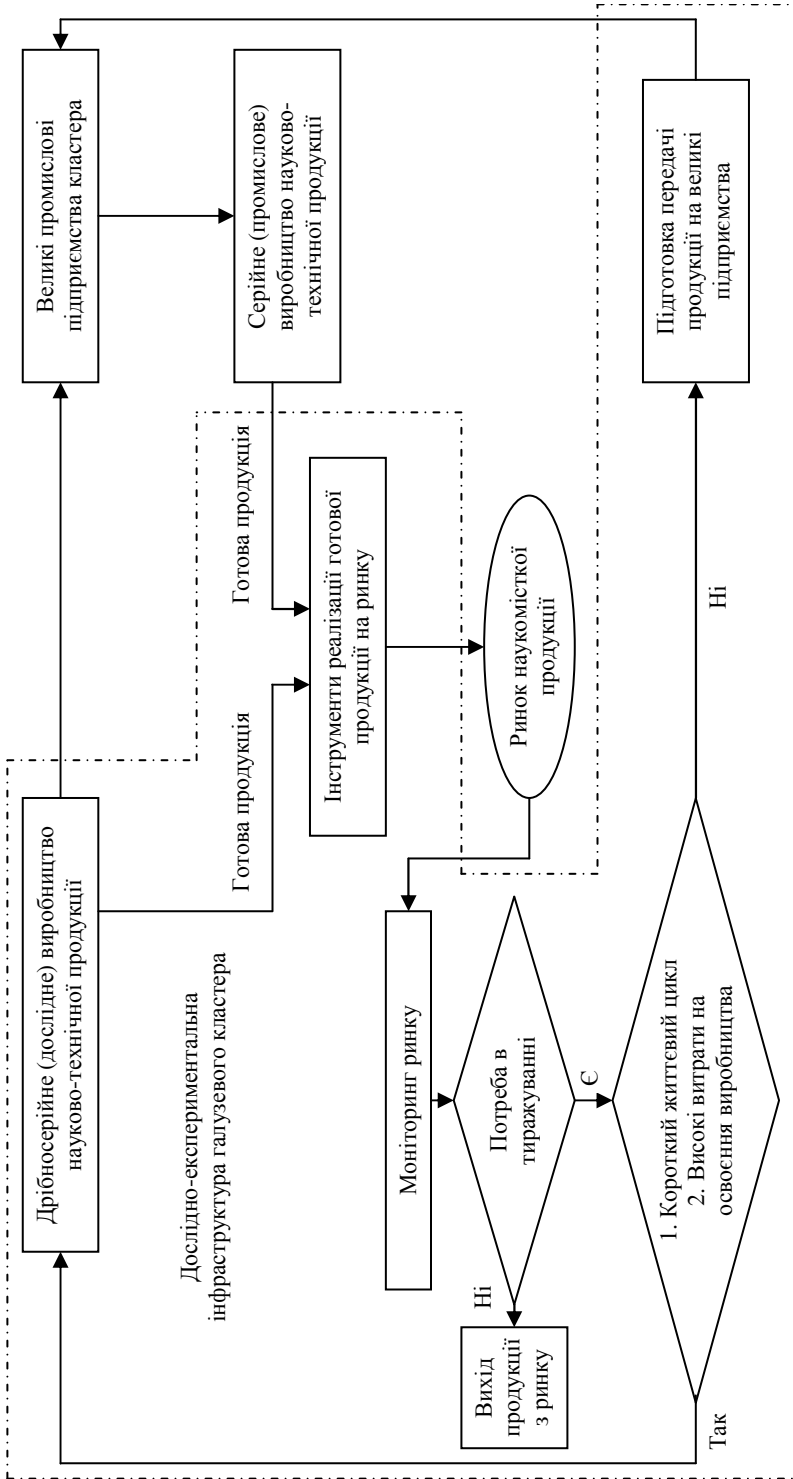 Дрібносерійне (дослідне) виробництво
науково-технічної продукції
Великі промислові
підприємства кластера
Дослідно-експериментальна
інфраструктура галузевого кластера
Готова продукція
Готова продукція
Серійне (промислове)
виробництво науково-
технічної продукції
Інструменти реалізації готової
продукції на ринку
Моніторинг ринку
Ринок наукомісткої
продукції
Потреба в
тиражуванні
Ні
Вихід
продукції
з ринку
Є
1. Короткий життєвий цикл
2. Високі витрати на
освоєння виробництва
Так
Ні
Підготовка передачі
продукції на великі
підприємства